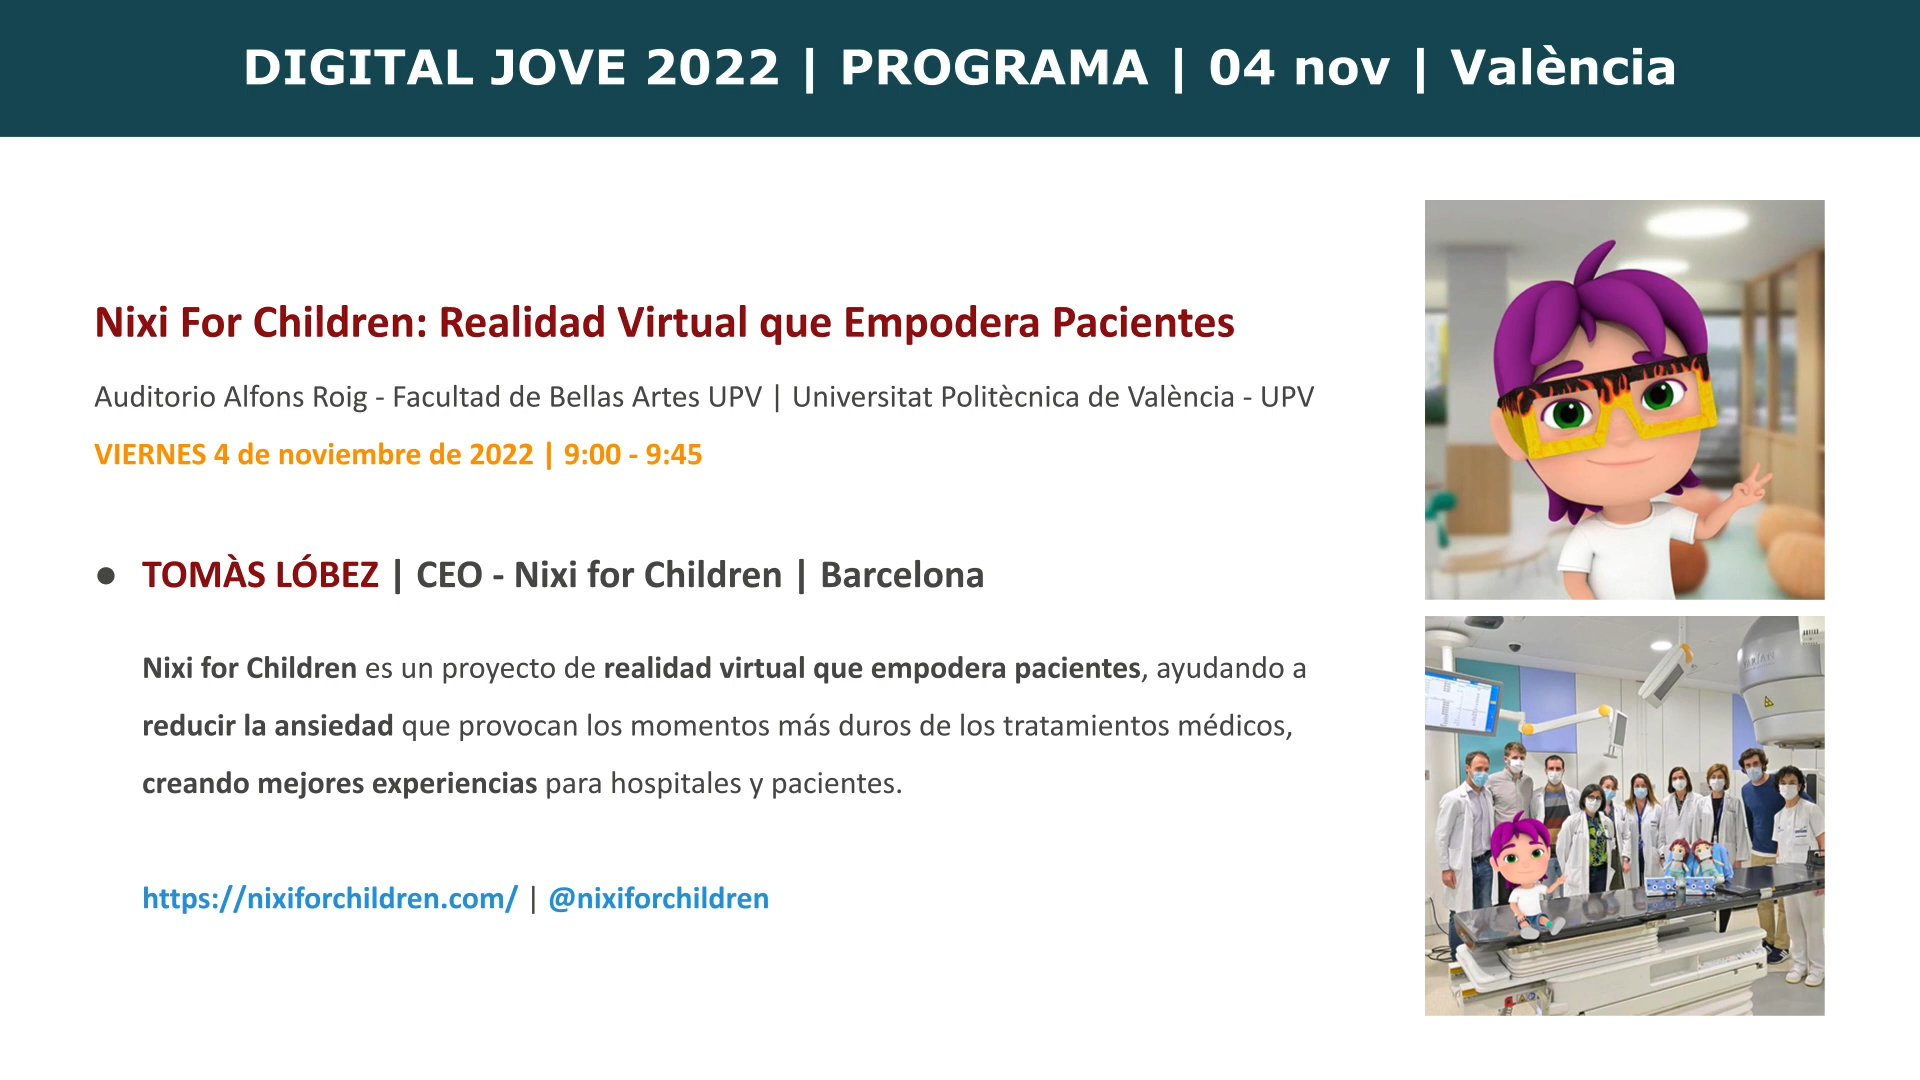 DIGITAL JOVE 2022 | PROGRAMA | 04 nov | València
Nixi For Children: Realidad Virtual que Empodera Pacientes
Auditorio Alfons Roig - Facultad de Bellas Artes UPV | Universitat Politècnica de València - UPV
VIERNES 4 de noviembre de 2022 | 9:00 - 9:45
● TOMÀS LÓBEZ | CEO - Nixi for Children | Barcelona
Nixi for Children es un proyecto de realidad virtual que empodera pacientes, ayudando a
reducir la ansiedad que provocan los momentos más duros de los tratamientos médicos,
creando mejores experiencias para hospitales y pacientes.
https://nixiforchildren.com/ | @nixiforchildren
VARIAN